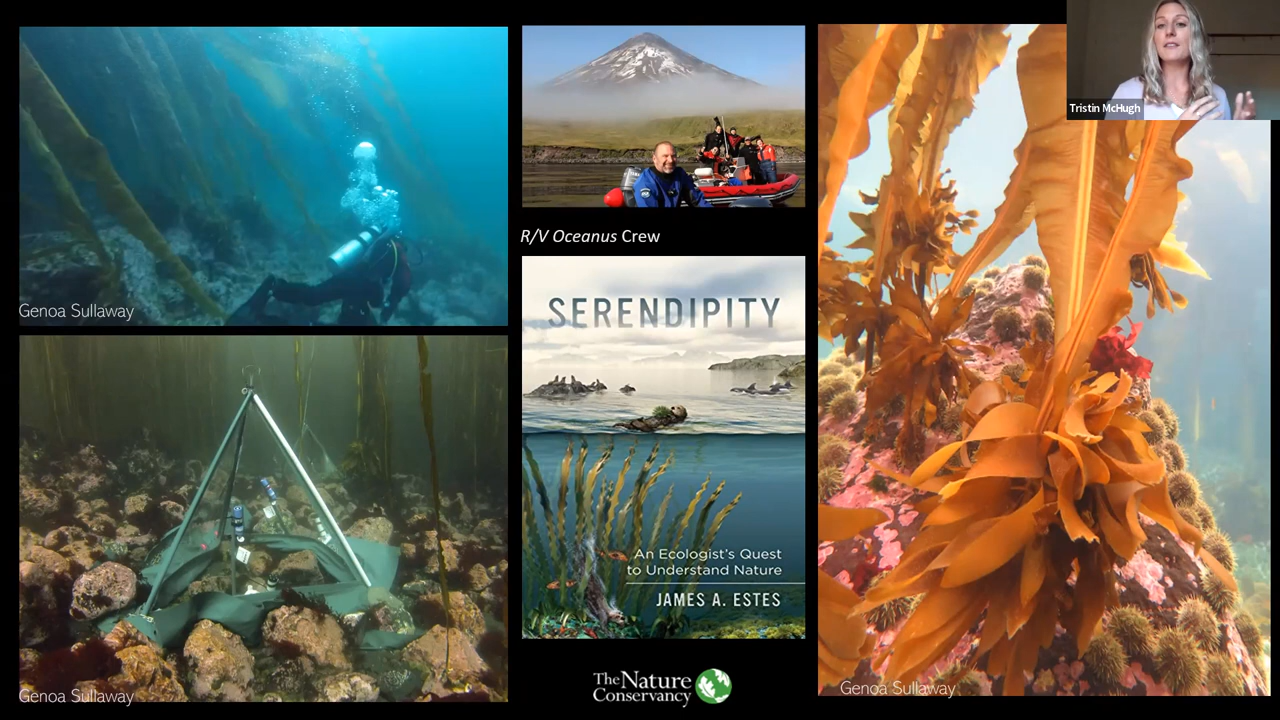 Genoa Sullaway
Genoa Sullaway
R/V Oceanus Crew
SERENDIPITY
An Ecologist's Quest
to Understand Nature
JAMES A. ESTES
The Nature
Conservancy
Tristin McHugh
Genoa Sullaway